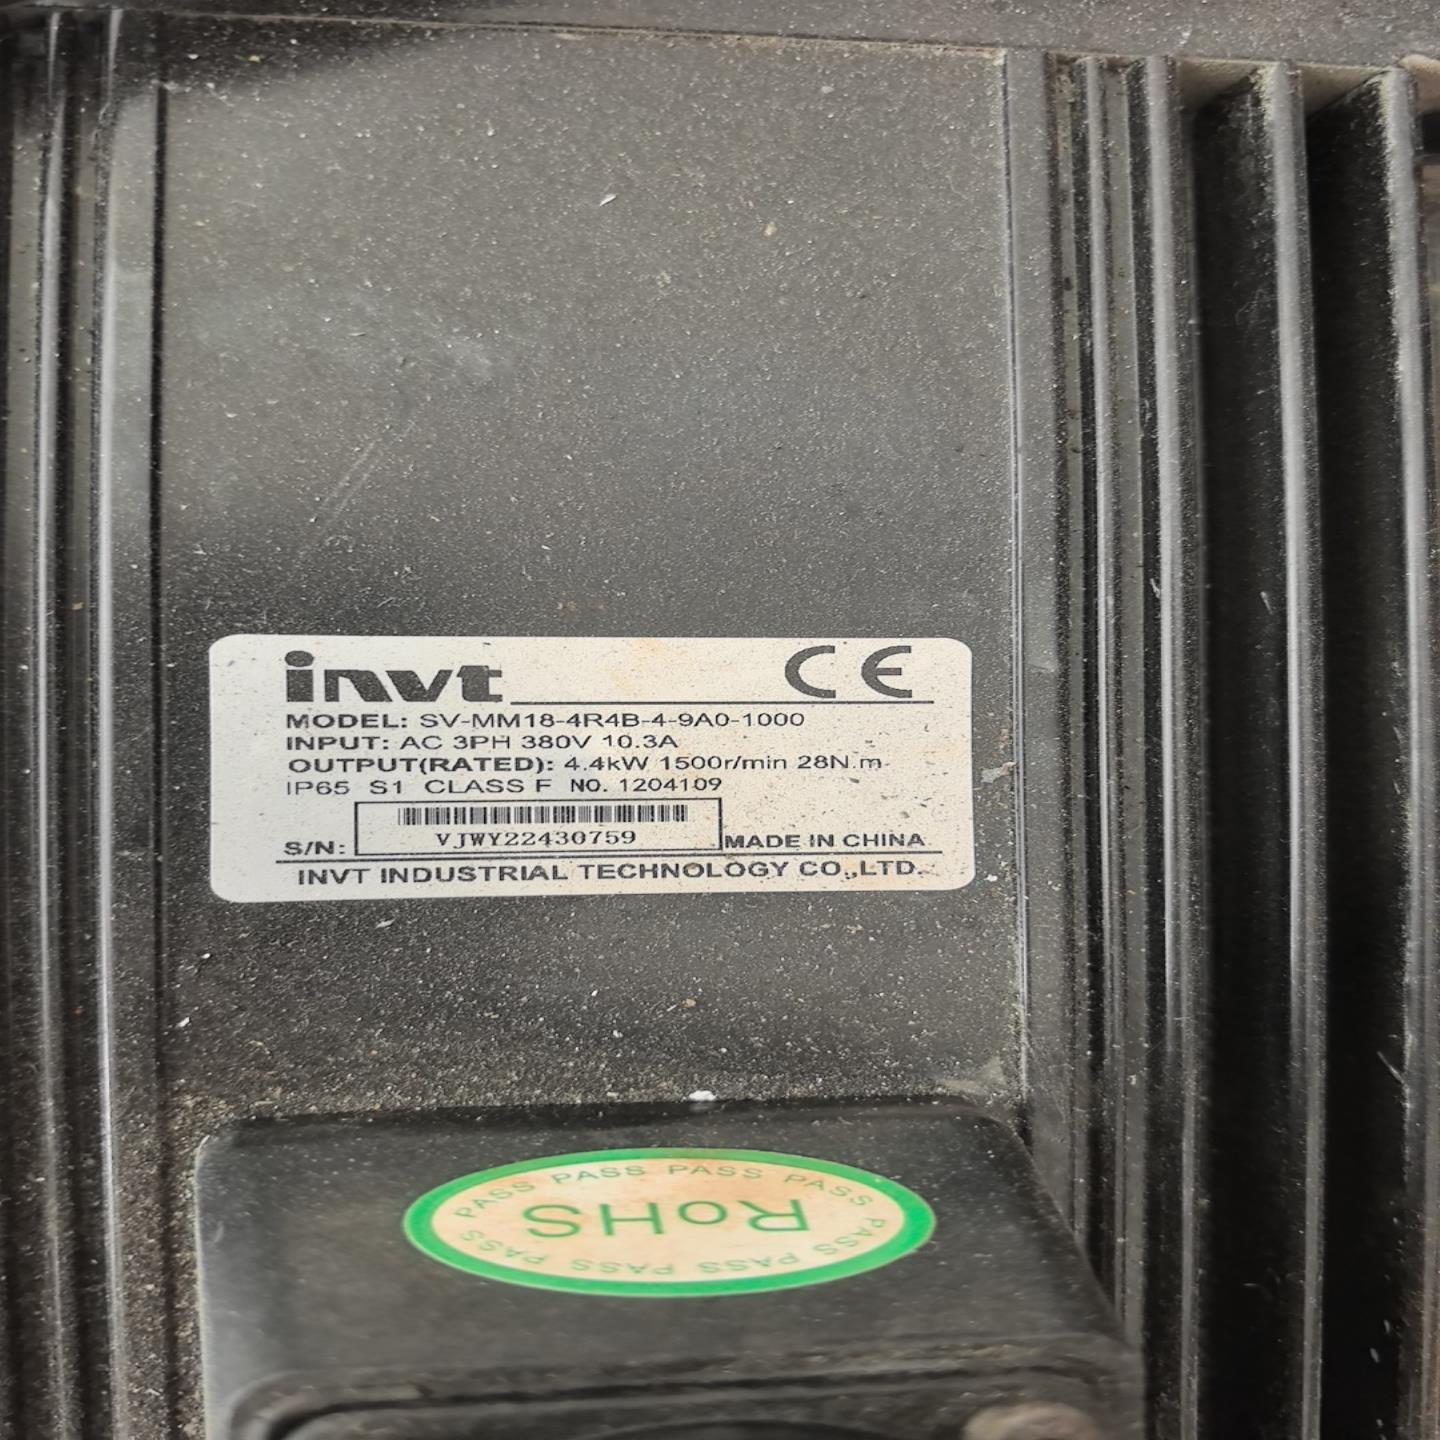 invt CE
MODEL: SV-MM18-4R4B-4-9A0-1000
INPUT: AC 3PH 380V 10.3A
OUTPUT(RATED): 4.4kW 1500r/min 28N.m
IP65 S1 CLASS F NO. 1204109
S/N: VJWY22430759 MADE IN CHINA
INVT INDUSTRIAL TECHNOLOGY CO.,LTD.
PASS PASS PASS PASS PASS
RoHS
PASS PASS PASS PASS PASS